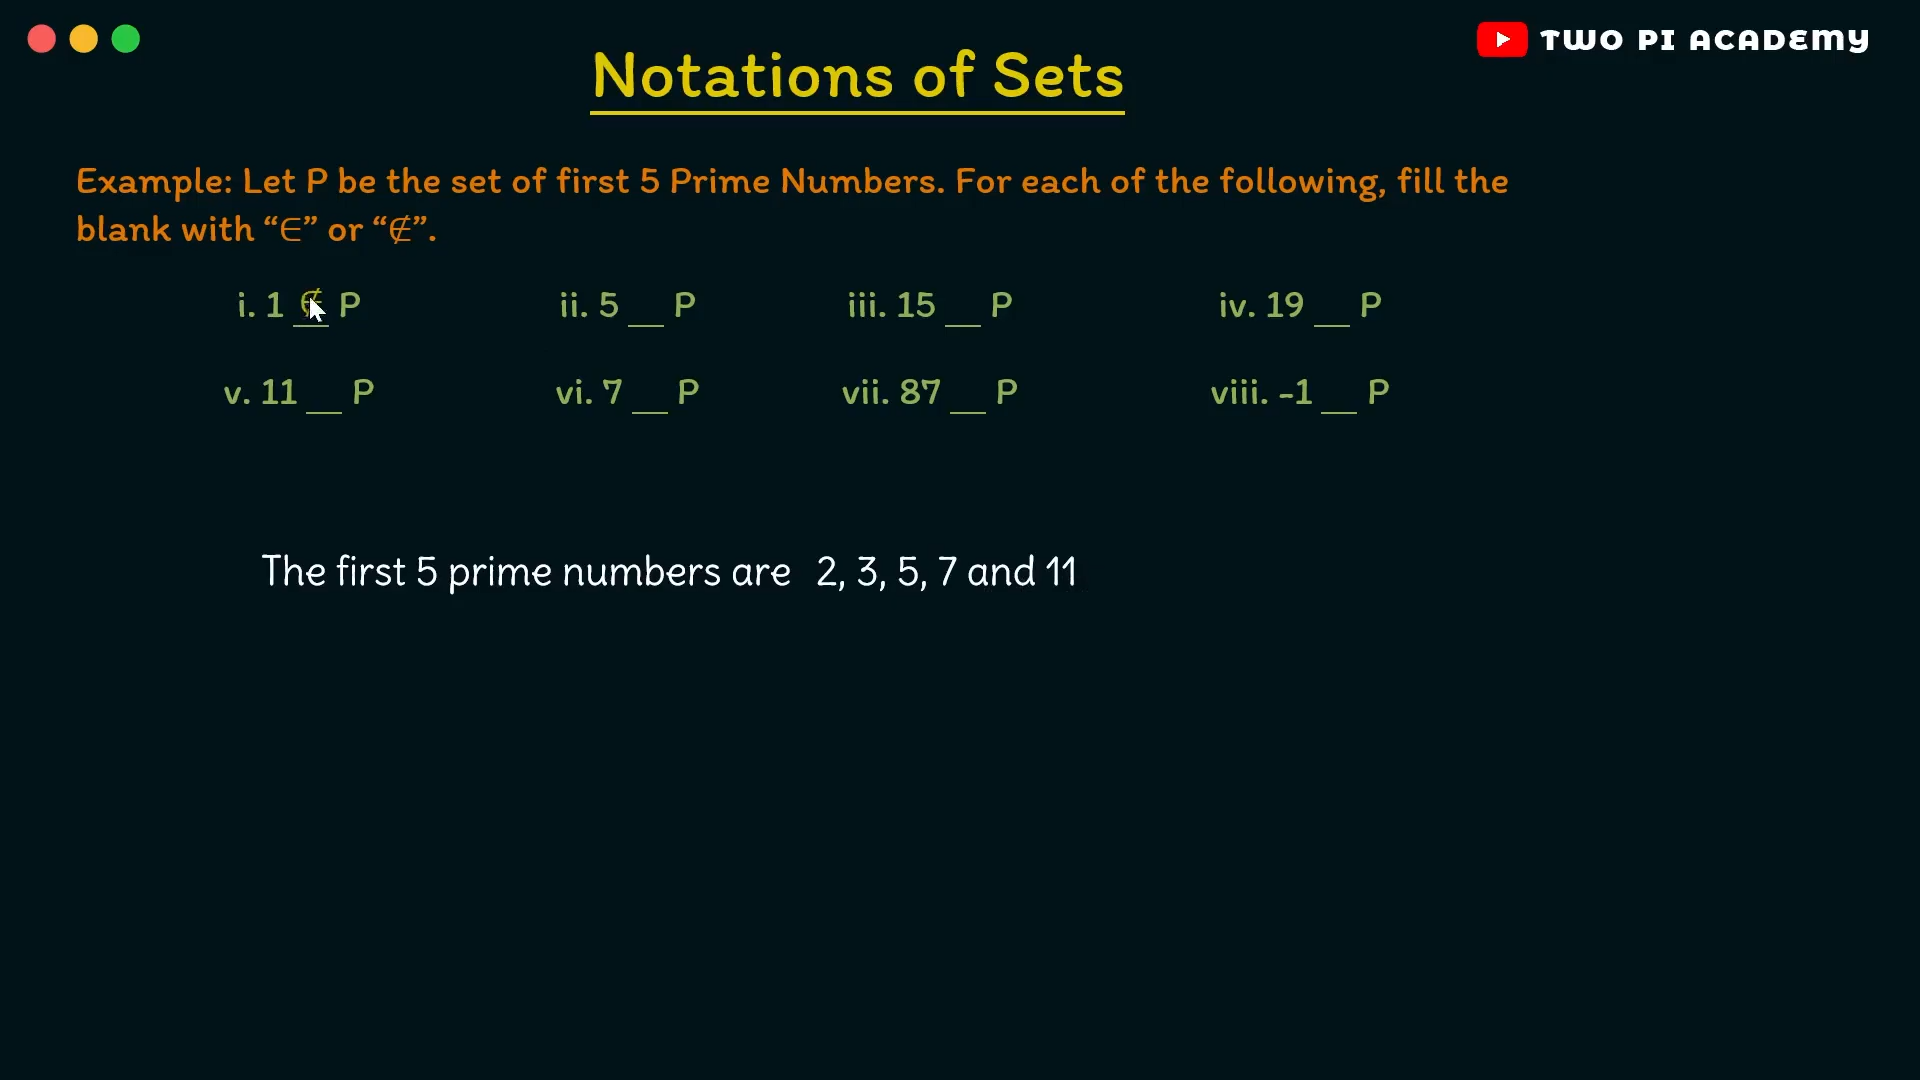 TWO PI ACADEMY
Notations of Sets
Example: Let P be the set of first 5 Prime Numbers. For each of the following, fill the
blank with “∈” or “∉”.
i. 1 ∉ P ii. 5 __ P iii. 15 __ P iv. 19 __ P
v. 11 __ P vi. 7 __ P vii. 87 __ P viii. -1 __ P
The first 5 prime numbers are 2, 3, 5, 7 and 11